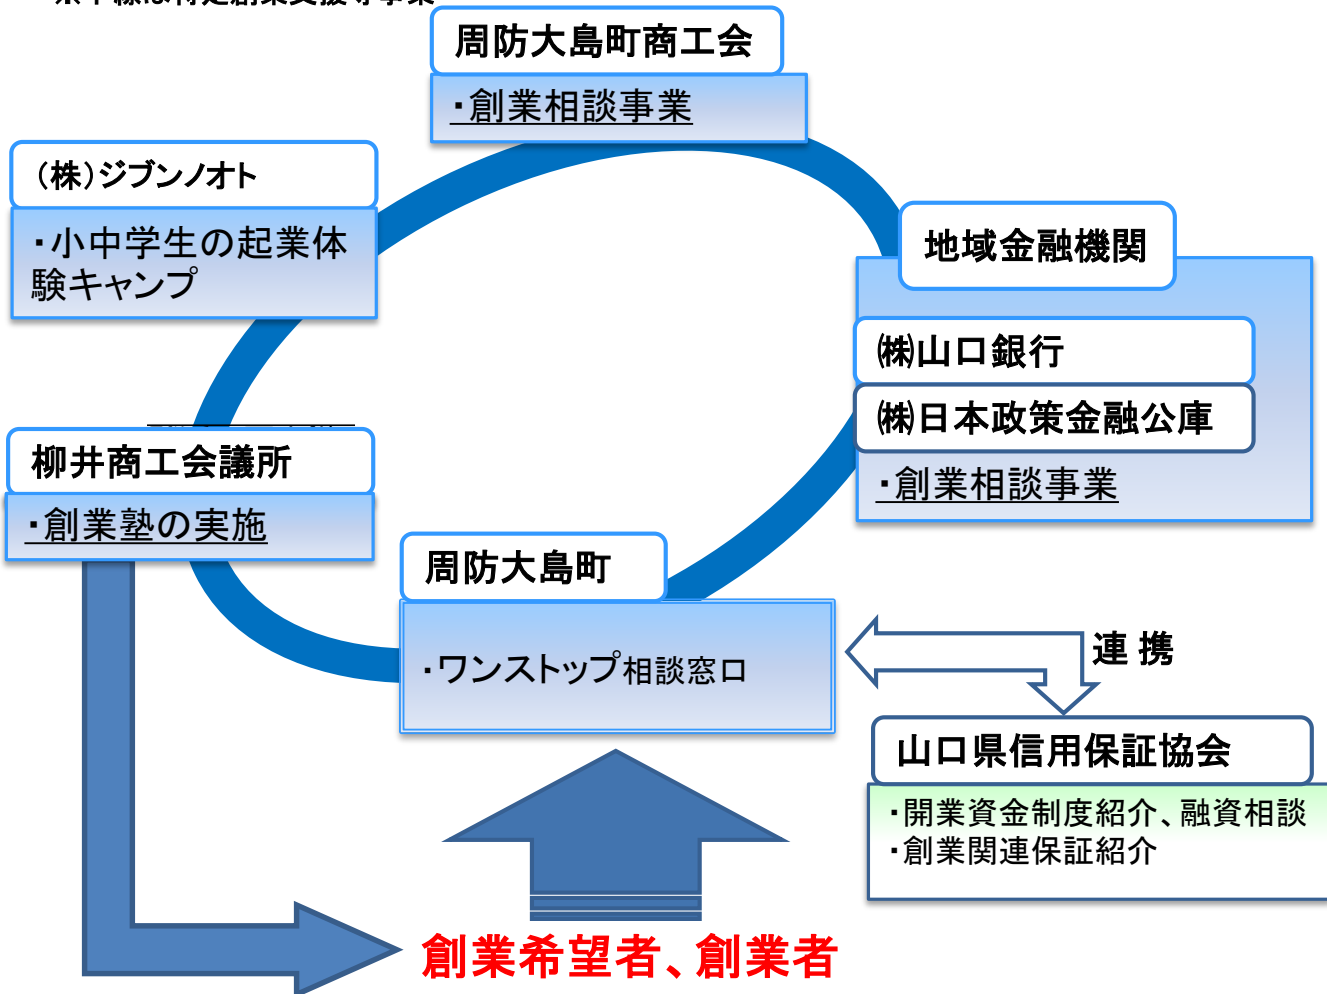 周防大島町商工会
・創業相談事業
（株）ジブンノオト
・小中学生の起業体
験キャンプ
地域金融機関
㈱山口銀行
㈱日本政策金融公庫
・創業相談事業
柳井商工会議所
・創業塾の実施
周防大島町
・ワンストップ相談窓口
連 携
山口県信用保証協会
・開業資金制度紹介、融資相談
・創業関連保証紹介
創業希望者、創業者